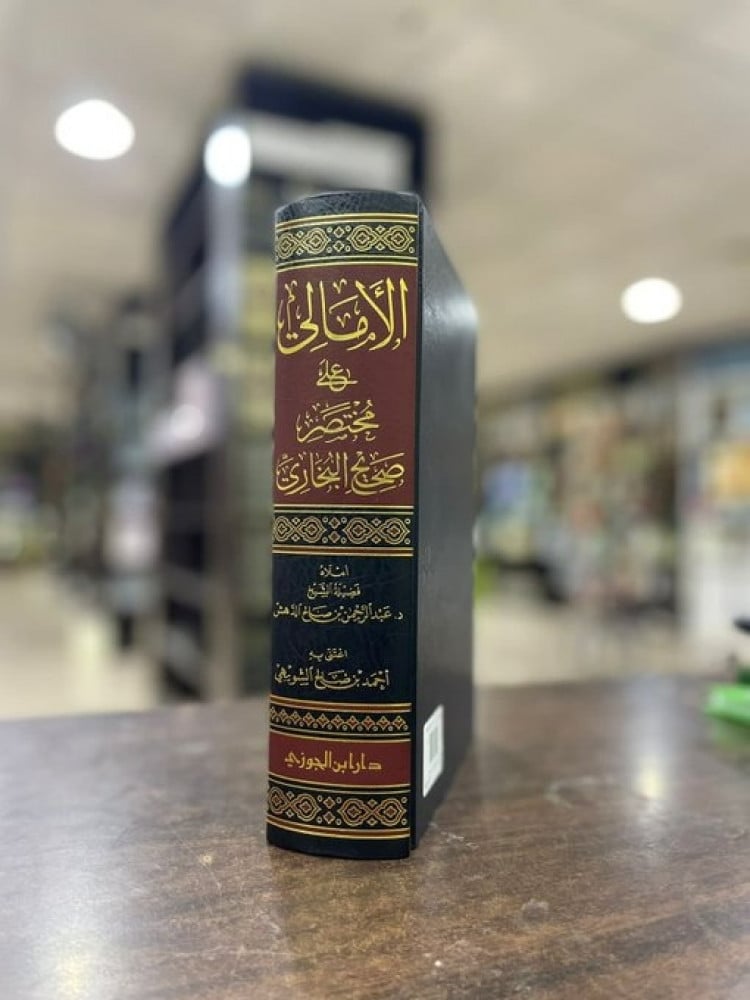 الأمالي
على
مختصر
صحيح البخاري
أملاه
فضيلة الشيخ
د. عبد الرحمن بن صالح الدهش
اعتنى به
أحمد بن صالح الشويهي
دار ابن الجوزي